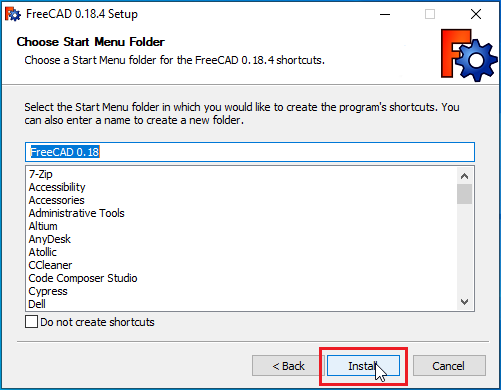 FreeCAD 0.18.4 Setup
Choose Start Menu Folder
Choose a Start Menu folder for the FreeCAD 0.18.4 shortcuts.
Select the Start Menu folder in which you would like to create the program's shortcuts. You
can also enter a name to create a new folder.
FreeCAD 0.18
7-Zip
Accessibility
Accessories
Administrative Tools
Altium
AnyDesk
Atollic
CCleaner
Code Composer Studio
Cypress
Dell
Do not create shortcuts
< Back Install Cancel